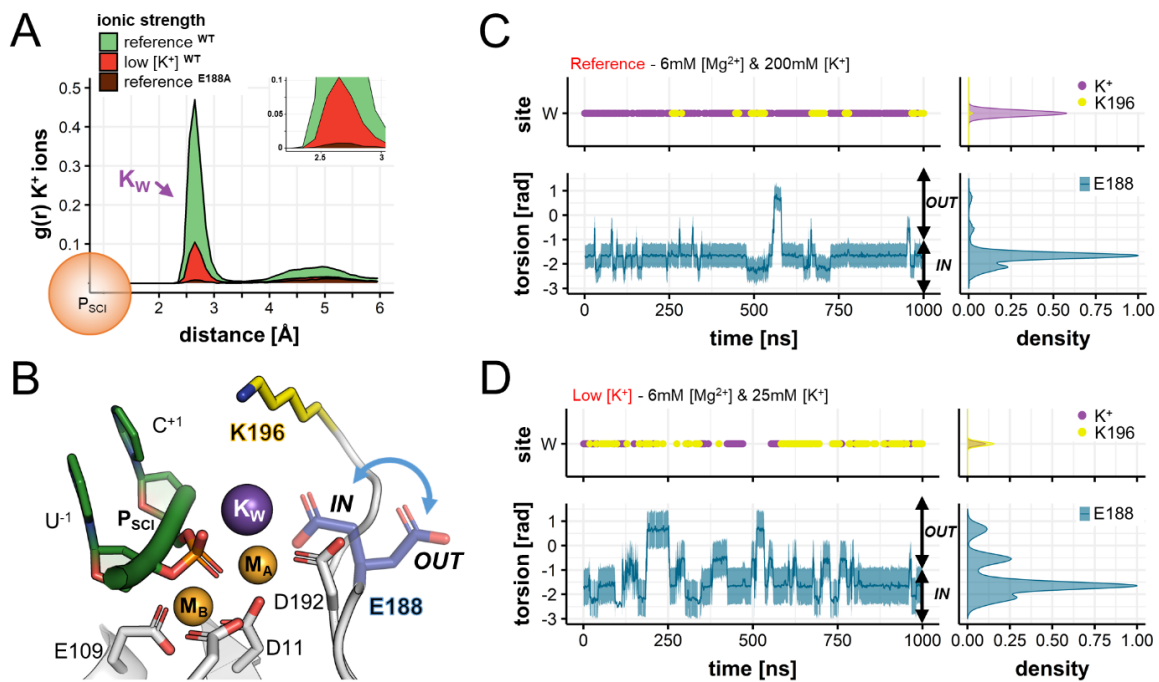 A
ionic strength
reference WT
low [K+] WT
reference E188A
g(r) K+ ions
0.5
0.4
0.3
0.2
0.1
KW
0.1
0.05
0
2.5
3
PSCI
2
3
4
5
6
distance [Å]
B
C+1
K196
U-1
PSCI
KW
IN
OUT
MA
MB
D192
E188
E109
D11
C
Reference - 6mM [Mg2+] & 200mM [K+]
site
W
K+
K196
torsion [rad]
1
0
-1
-2
-3
OUT
IN
E188
0
250
500
750
1000
time [ns]
0.0
0.25
0.50
0.75
1.00
density
D
Low [K+] - 6mM [Mg2+] & 25mM [K+]
site
W
K+
K196
torsion [rad]
1
0
-1
-2
-3
OUT
IN
E188
0
250
500
750
1000
time [ns]
0.0
0.25
0.50
0.75
1.00
density